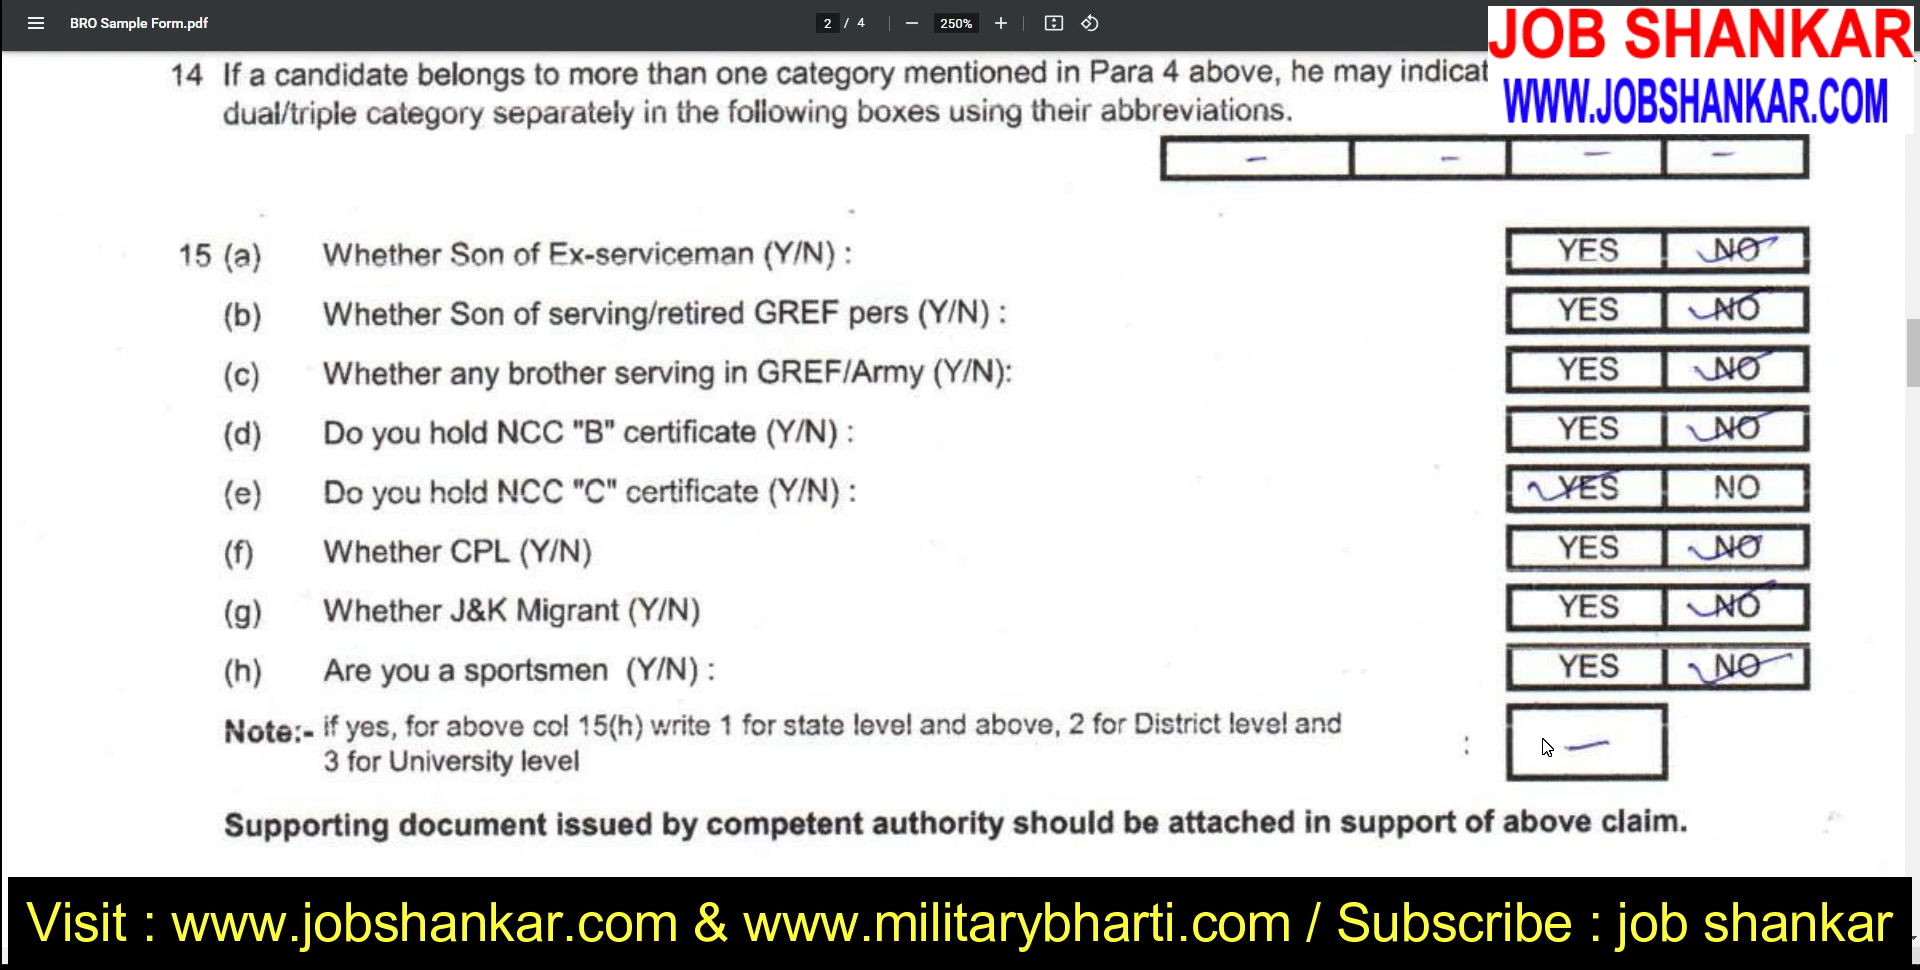 BRO Sample Form.pdf
2 / 4
250%
JOB SHANKAR
WWW.JOBSHANKAR.COM
14 If a candidate belongs to more than one category mentioned in Para 4 above, he may indicat
dual/triple category separately in the following boxes using their abbreviations.
- - - -
15 (a) Whether Son of Ex-serviceman (Y/N) : YES NO
(b) Whether Son of serving/retired GREF pers (Y/N) : YES NO
(c) Whether any brother serving in GREF/Army (Y/N): YES NO
(d) Do you hold NCC "B" certificate (Y/N) : YES NO
(e) Do you hold NCC "C" certificate (Y/N) : YES NO
(f) Whether CPL (Y/N) YES NO
(g) Whether J&K Migrant (Y/N) YES NO
(h) Are you a sportsmen (Y/N) : YES NO
Note:- if yes, for above col 15(h) write 1 for state level and above, 2 for District level and
3 for University level : -
Supporting document issued by competent authority should be attached in support of above claim.
Visit : www.jobshankar.com & www.militarybharti.com / Subscribe : job shankar